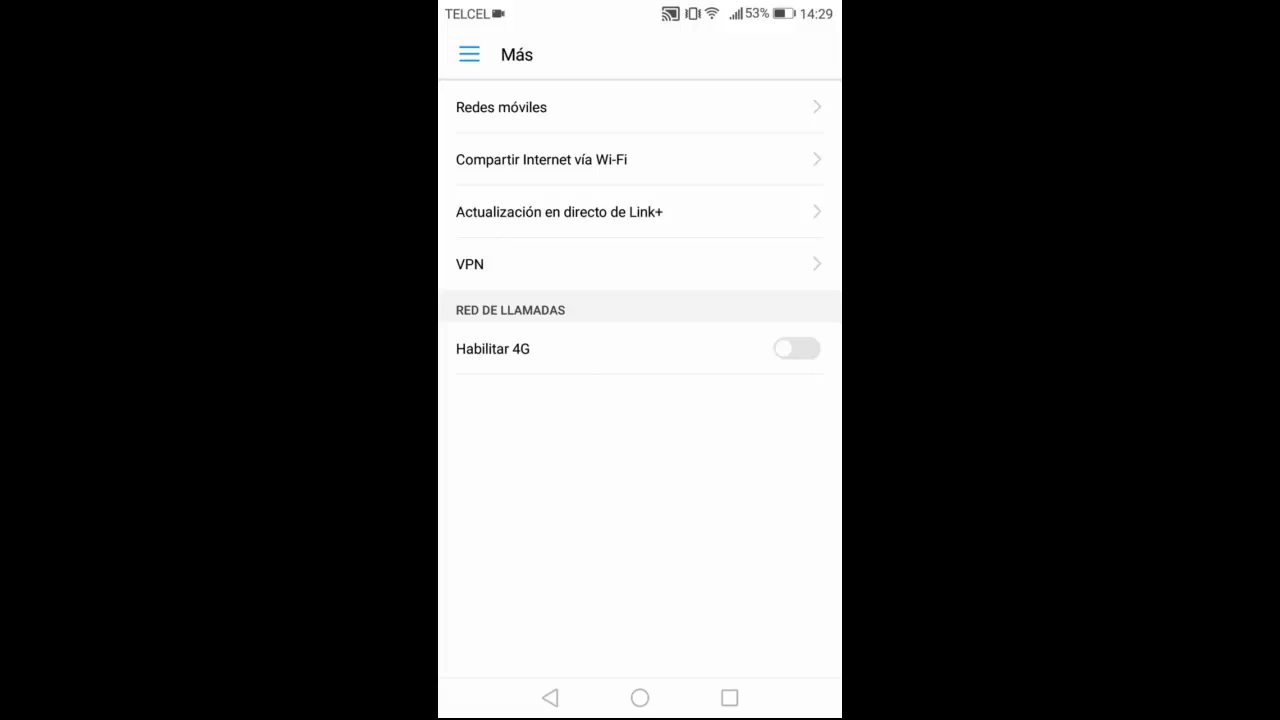 TELCEL 53% 14:29
Más
Redes móviles
Compartir Internet vía Wi-Fi
Actualización en directo de Link+
VPN
RED DE LLAMADAS
Habilitar 4G